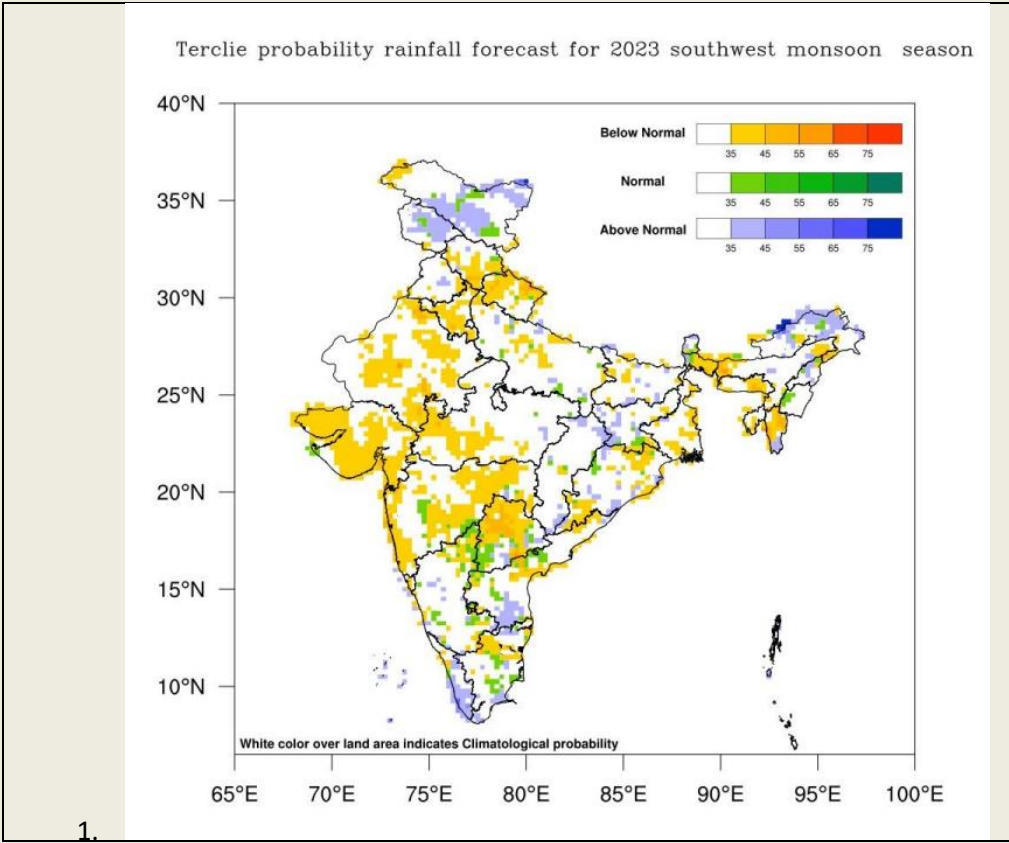 Terclie probability rainfall forecast for 2023 southwest monsoon season
40°N
35°N
30°N
25°N
20°N
15°N
10°N
Below Normal
35 45 55 65 75
Normal
35 45 55 65 75
Above Normal
35 45 55 65 75
White color over land area indicates Climatological probability
65°E 70°E 75°E 80°E 85°E 90°E 95°E 100°E
1.